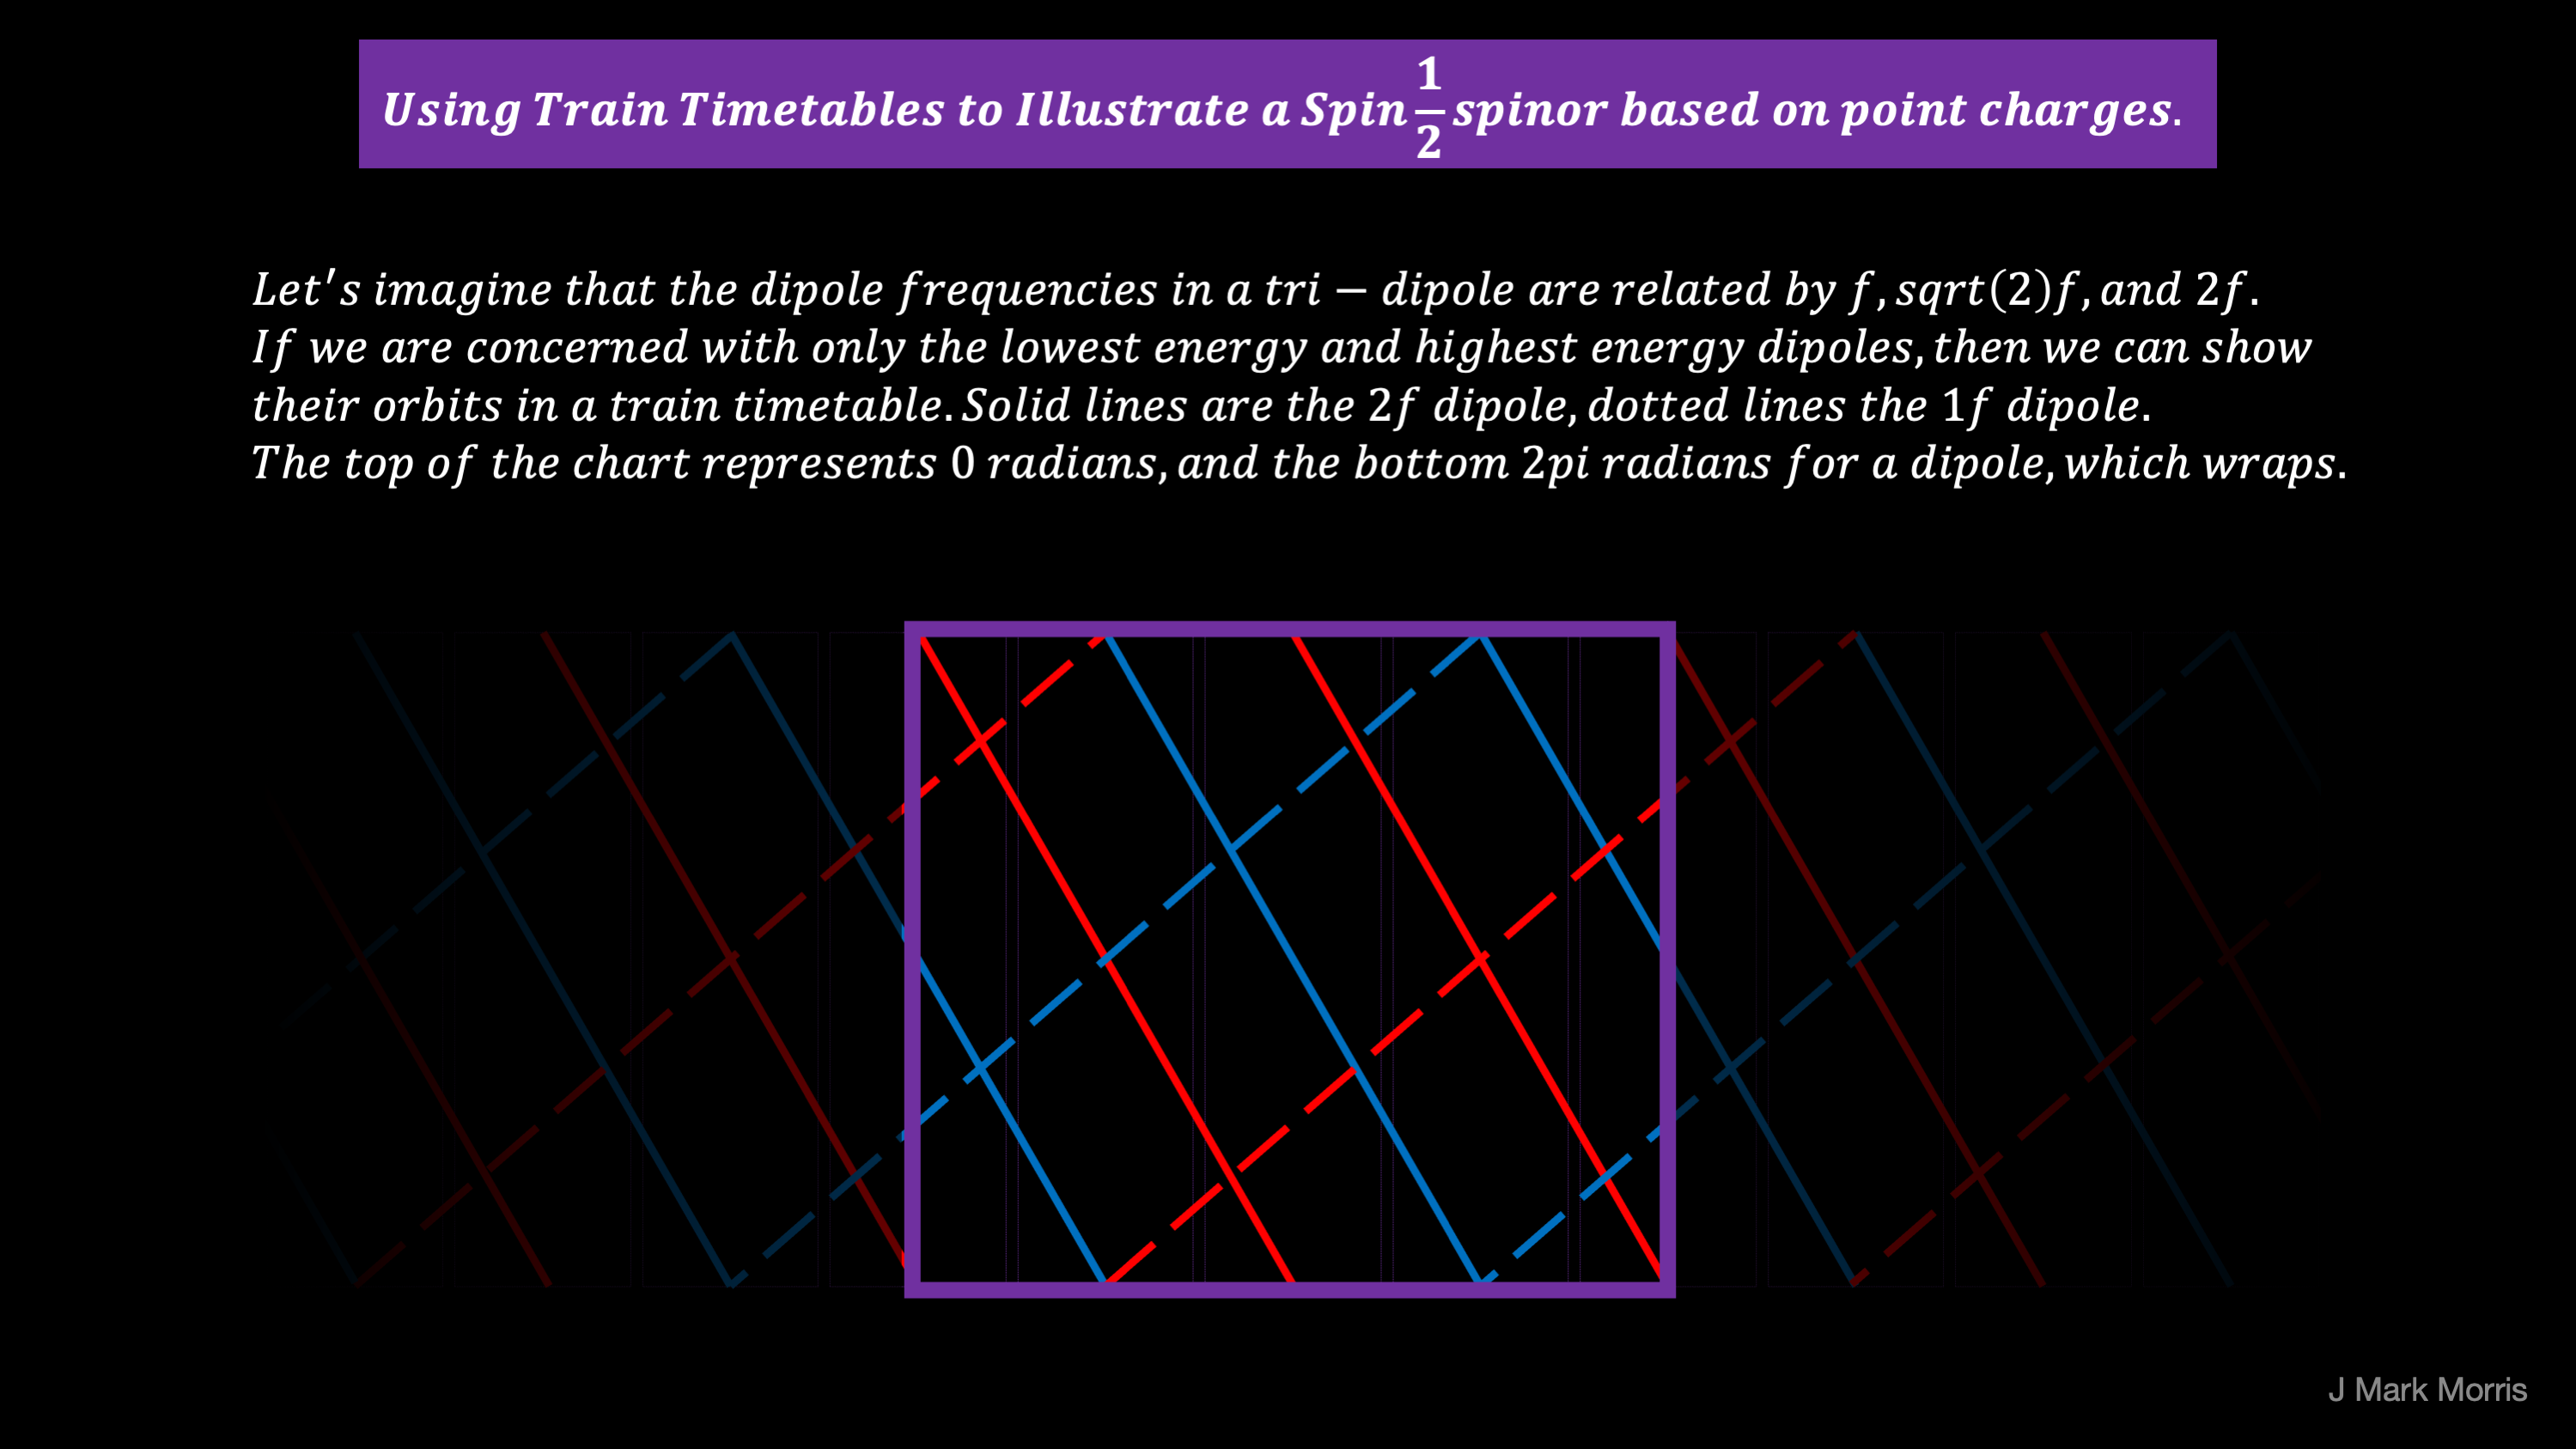 Using Train Timetables to Illustrate a Spin 1/2 spinor based on point charges.
Let's imagine that the dipole frequencies in a tri − dipole are related by f, sqrt(2)f, and 2f.
If we are concerned with only the lowest energy and highest energy dipoles, then we can show
their orbits in a train timetable. Solid lines are the 2f dipole, dotted lines the 1f dipole.
The top of the chart represents 0 radians, and the bottom 2pi radians for a dipole, which wraps.
J Mark Morris